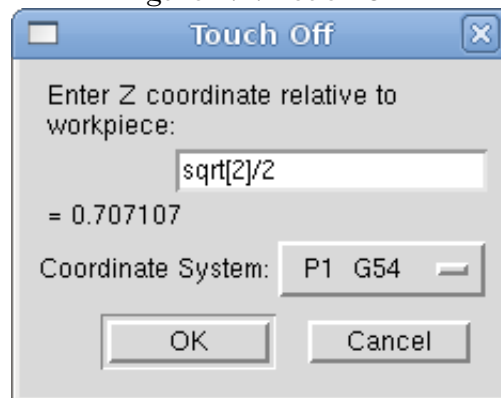 Touch Off
Enter Z coordinate relative to
workpiece:
sqrt[2]/2
= 0.707107
Coordinate System: P1 G54
OK Cancel